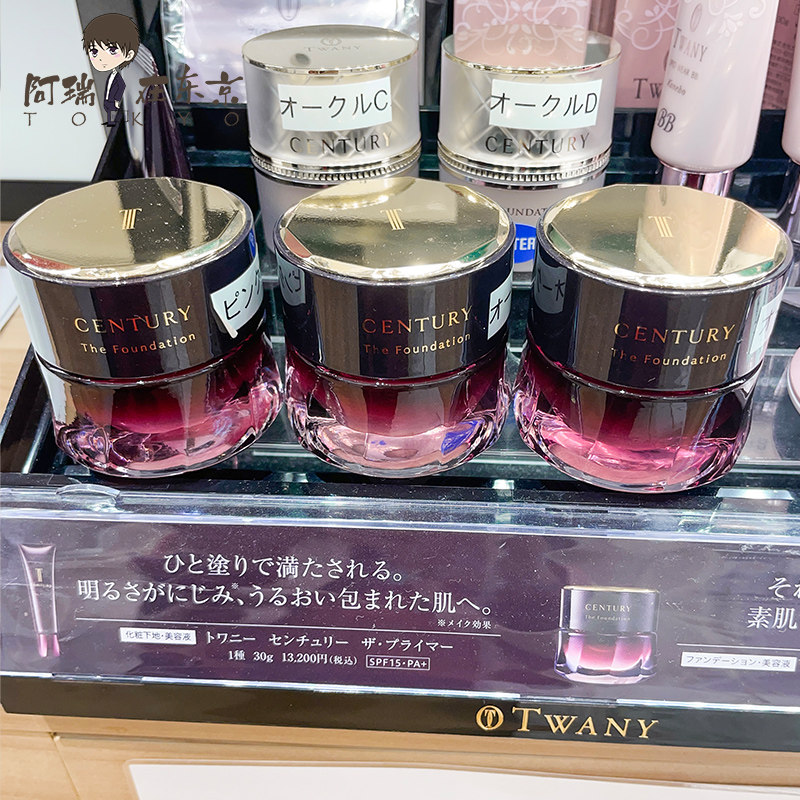 阿瑞在东京
TOKYO
TWANY
オークルC
CENTURY
オークルD
CENTURY
TWANY
BB
CENTURY
The Foundation
ピンク
CENTURY
The Foundation
CENTURY
The Foundation
ひと塗りで満たされる。
明るさがにじみ※、うるおい包まれた肌へ。
※メイク効果
化粧下地・美容液 トワニー センチュリー ザ・プライマー
1種 30g 13,200円(税込) SPF15・PA+
CENTURY
The Foundation
素肌
ファンデーション・美容液
TWANY